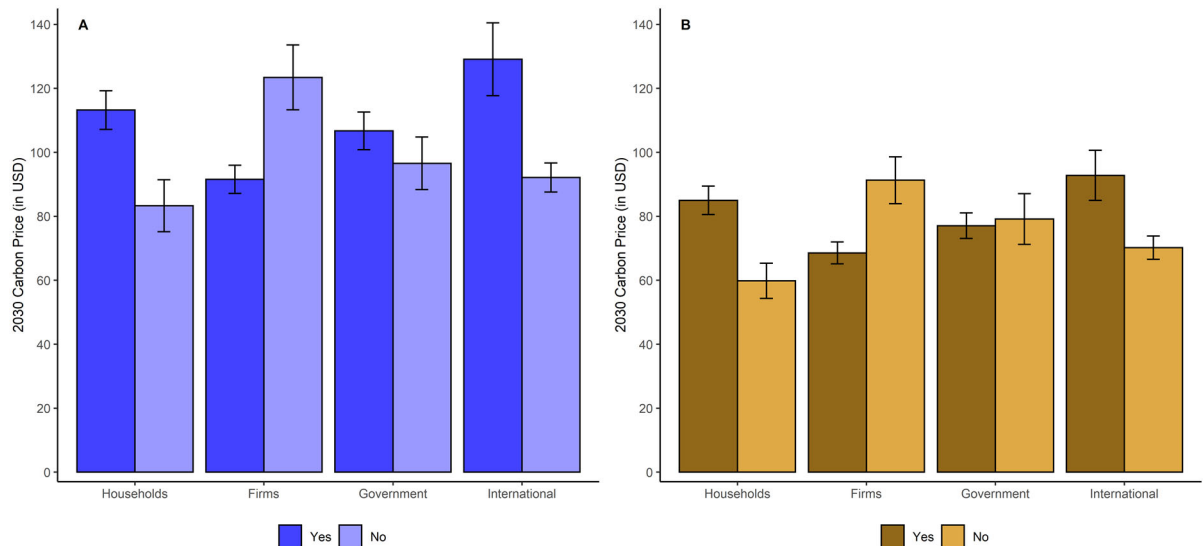 A
2030 Carbon Price (in USD)
140
120
100
80
60
40
20
0
Households Firms Government International
Yes No
B
2030 Carbon Price (in USD)
140
120
100
80
60
40
20
0
Households Firms Government International
Yes No